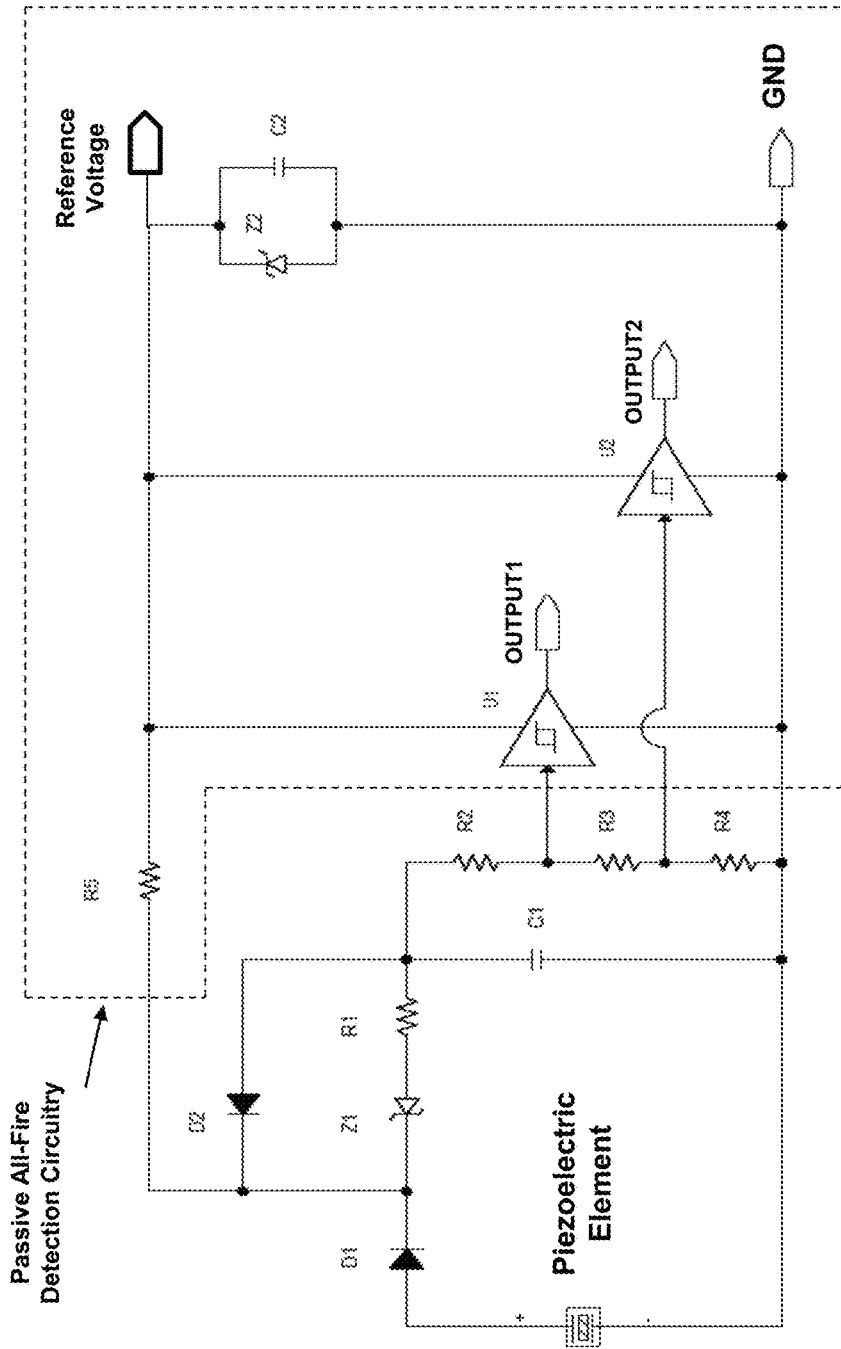 Passive All-Fire
Detection Circuitry
R5
Reference
Voltage
Z2
C2
GND
D2
Z1
R1
D1
C1
R2
R3
R4
U1
OUTPUT1
U2
OUTPUT2
Piezoelectric
Element
+
-